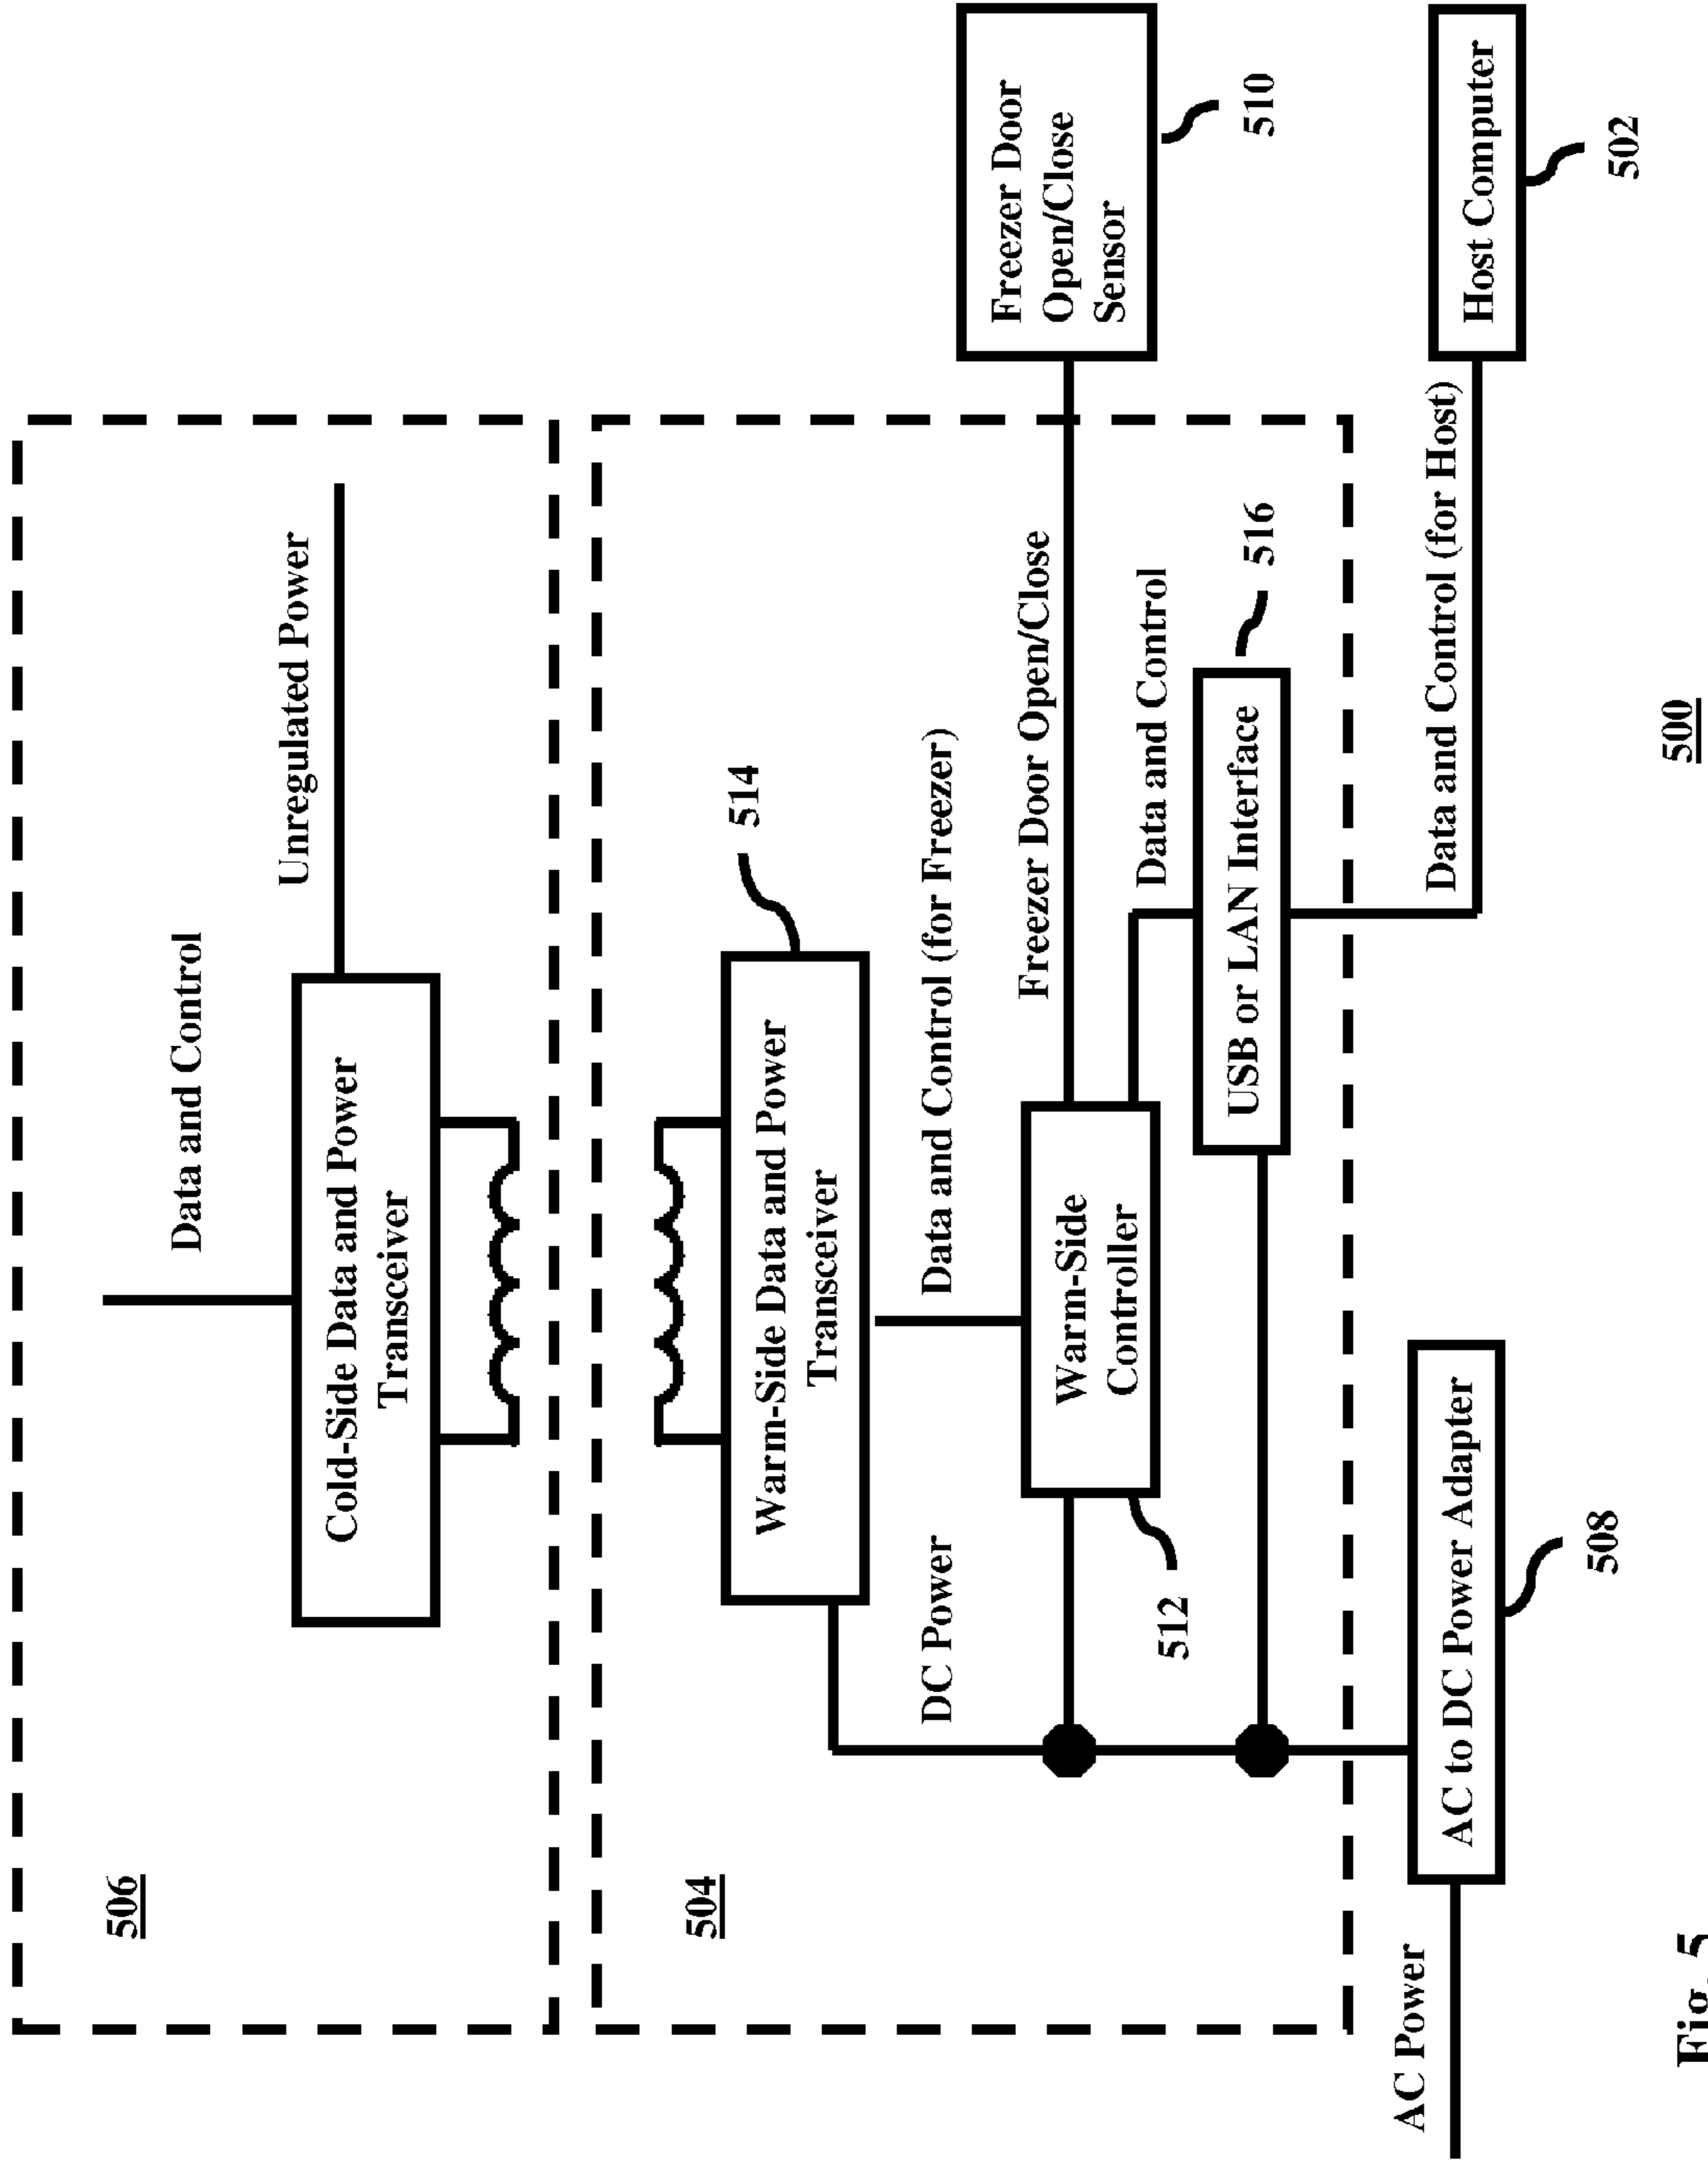 506
Data and Control
Unregulated Power
Cold-Side Data and Power
Transceiver
504
514
Warm-Side Data and Power
Transceiver
DC Power
Data and Control (for Freezer)
Freezer Door Open/Close
Freezer Door
Open/Close
Sensor
510
Warm-Side
Controller
512
Data and Control
516
USB or LAN Interface
AC Power
AC to DC Power Adapter
508
Data and Control (for Host)
Host Computer
502
500
Fig. 5